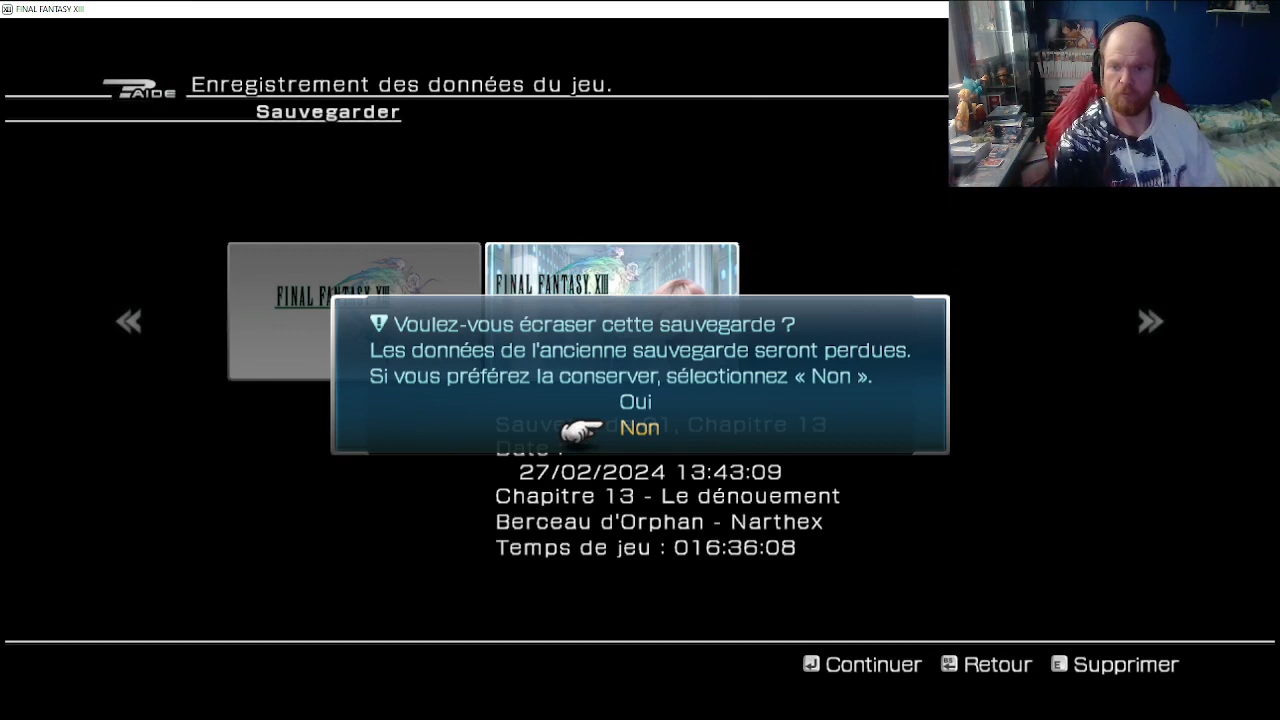 FINAL FANTASY XIII
AIDE
Enregistrement des données du jeu.
Sauvegarder
FINAL FANTASY XIII
FINAL FANTASY XIII
Voulez-vous écraser cette sauvegarde ?
Les données de l'ancienne sauvegarde seront perdues.
Si vous préférez la conserver, sélectionnez « Non ».
Oui
Non
01, Chapitre 13
Date :
27/02/2024 13:43:09
Chapitre 13 - Le dénouement
Berceau d'Orphan - Narthex
Temps de jeu : 016:36:08
Continuer
BS Retour
E Supprimer